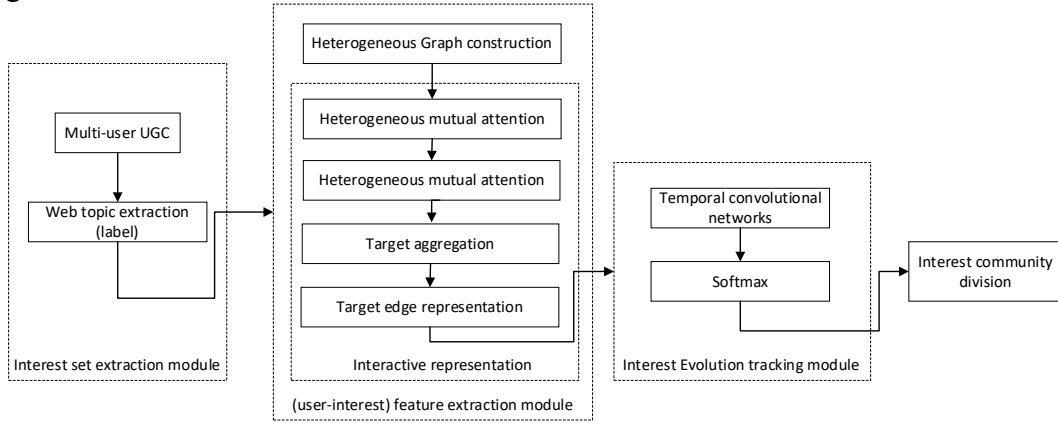 Multi-user UGC
Web topic extraction
(label)
Interest set extraction module
Heterogeneous Graph construction
Heterogeneous mutual attention
Heterogeneous mutual attention
Target aggregation
Target edge representation
Interactive representation
(user-interest) feature extraction module
Temporal convolutional
networks
Softmax
Interest Evolution tracking module
Interest community
division